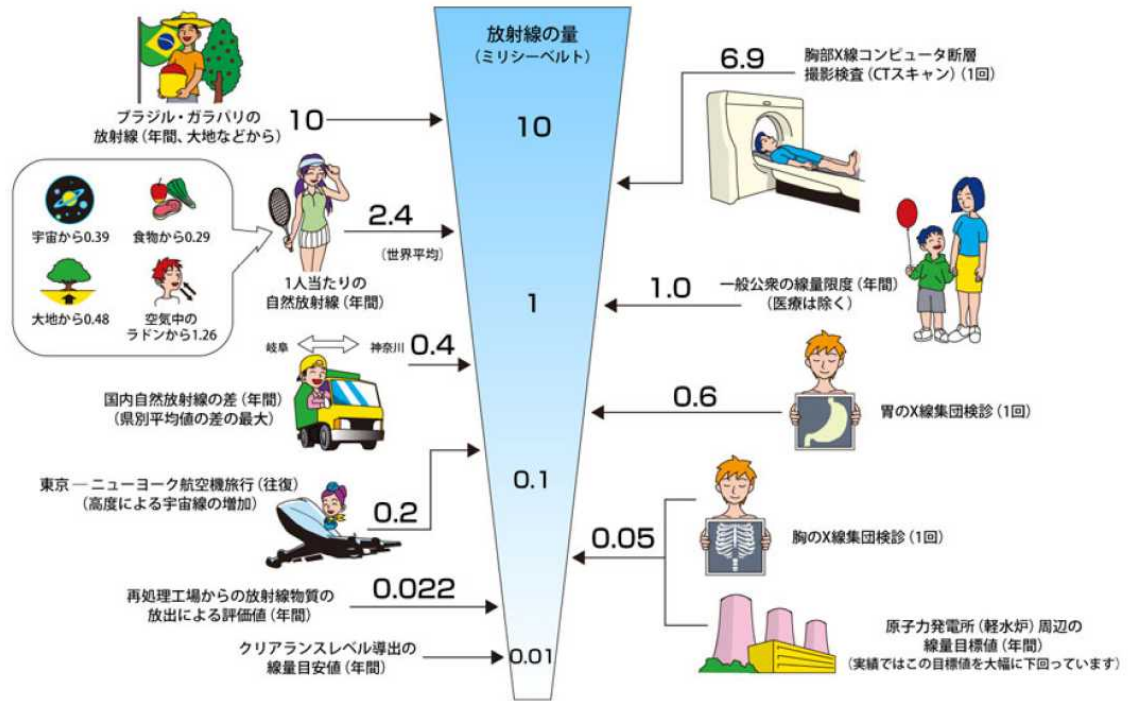 放射線の量
(ミリシーベルト)
10
1
0.1
0.01
ブラジル・ガラパリの
放射線(年間、大地などから)
10
宇宙から0.39
食物から0.29
大地から0.48
空気中の
ラドンから1.26
2.4
(世界平均)
1人当たりの
自然放射線(年間)
岐阜
神奈川
0.4
国内自然放射線の差(年間)
(県別平均値の差の最大)
東京―ニューヨーク航空機旅行(往復)
(高度による宇宙線の増加)
0.2
再処理工場からの放射線物質の
放出による評価値(年間)
0.022
クリアランスレベル導出の
線量目安値(年間)
6.9
胸部X線コンピュータ断層
撮影検査(CTスキャン)(1回)
1.0
一般公衆の線量限度(年間)
(医療は除く)
0.6
胃のX線集団検診(1回)
0.05
胸のX線集団検診(1回)
原子力発電所(軽水炉)周辺の
線量目標値(年間)
(実績ではこの目標値を大幅に下回っています)